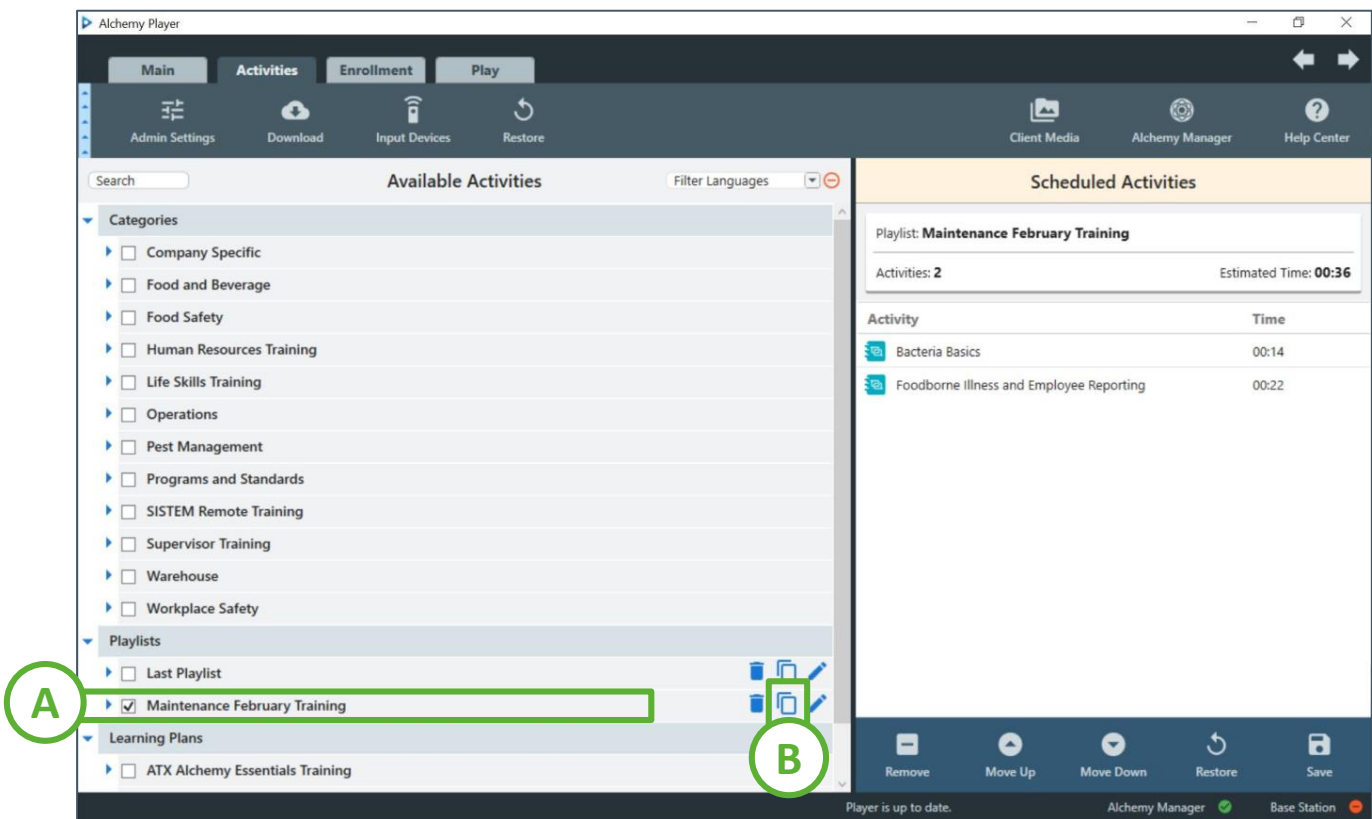 Alchemy Player
Main Activities Enrollment Play
Admin Settings Download Input Devices Restore Client Media Alchemy Manager Help Center
Search Available Activities Filter Languages
Categories
Company Specific
Food and Beverage
Food Safety
Human Resources Training
Life Skills Training
Operations
Pest Management
Programs and Standards
SISTEM Remote Training
Supervisor Training
Warehouse
Workplace Safety
Playlists
Last Playlist
A Maintenance February Training
B
Learning Plans
ATX Alchemy Essentials Training
Scheduled Activities
Playlist: Maintenance February Training
Activities: 2 Estimated Time: 00:36
Activity Time
Bacteria Basics 00:14
Foodborne Illness and Employee Reporting 00:22
Remove Move Up Move Down Restore Save
Player is up to date. Alchemy Manager Base Station